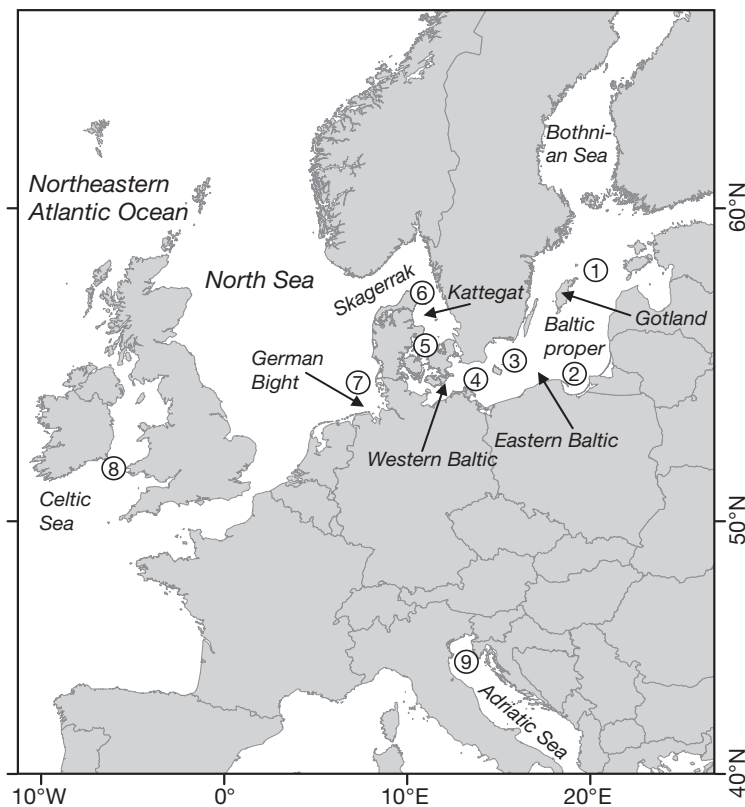 Bothni-
an Sea
Northeastern
Atlantic Ocean
60°N
North Sea
1
Skagerrak
6
Kattegat
Gotland
Baltic
proper
5
3
German
Bight
7
4
2
Western Baltic
Eastern Baltic
8
Celtic
Sea
50°N
9
Adriatic Sea
40°N
10°W
0°
10°E
20°E